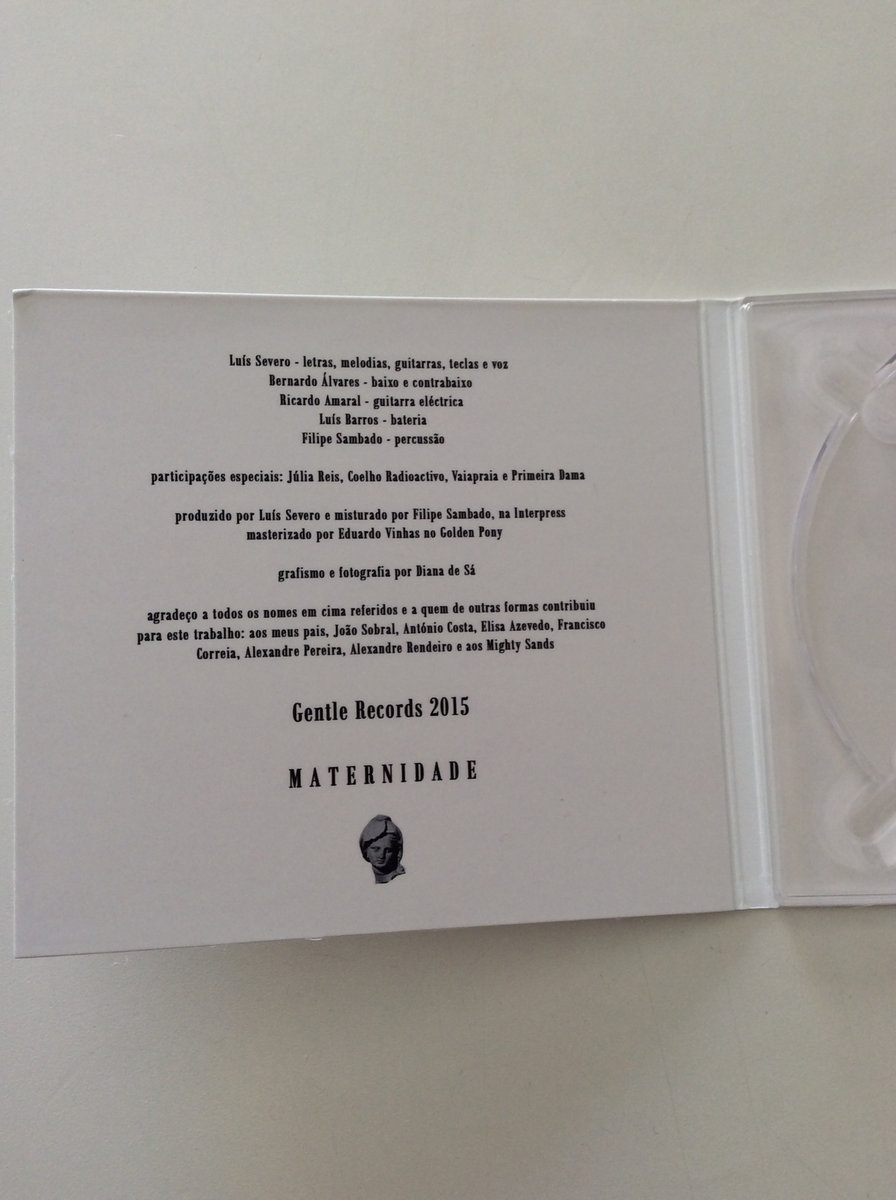 Luís Severo - letras, melodias, guitarras, teclas e voz
Bernardo Álvares - baixo e contrabaixo
Ricardo Amaral - guitarra eléctrica
Luís Barros - bateria
Filipe Sambado - percussão
participações especiais: Júlia Reis, Coelho Radioactivo, Vaiapraia e Primeira Dama
produzido por Luís Severo e misturado por Filipe Sambado, na Interpress
masterizado por Eduardo Vinhas no Golden Pony
grafismo e fotografia por Diana de Sá
agradeço a todos os nomes em cima referidos e a quem de outras formas contribuiu
para este trabalho: aos meus pais, João Sobral, António Costa, Elisa Azevedo, Francisco
Correia, Alexandre Pereira, Alexandre Rendeiro e aos Mighty Sands
Gentle Records 2015
MATERNIDADE